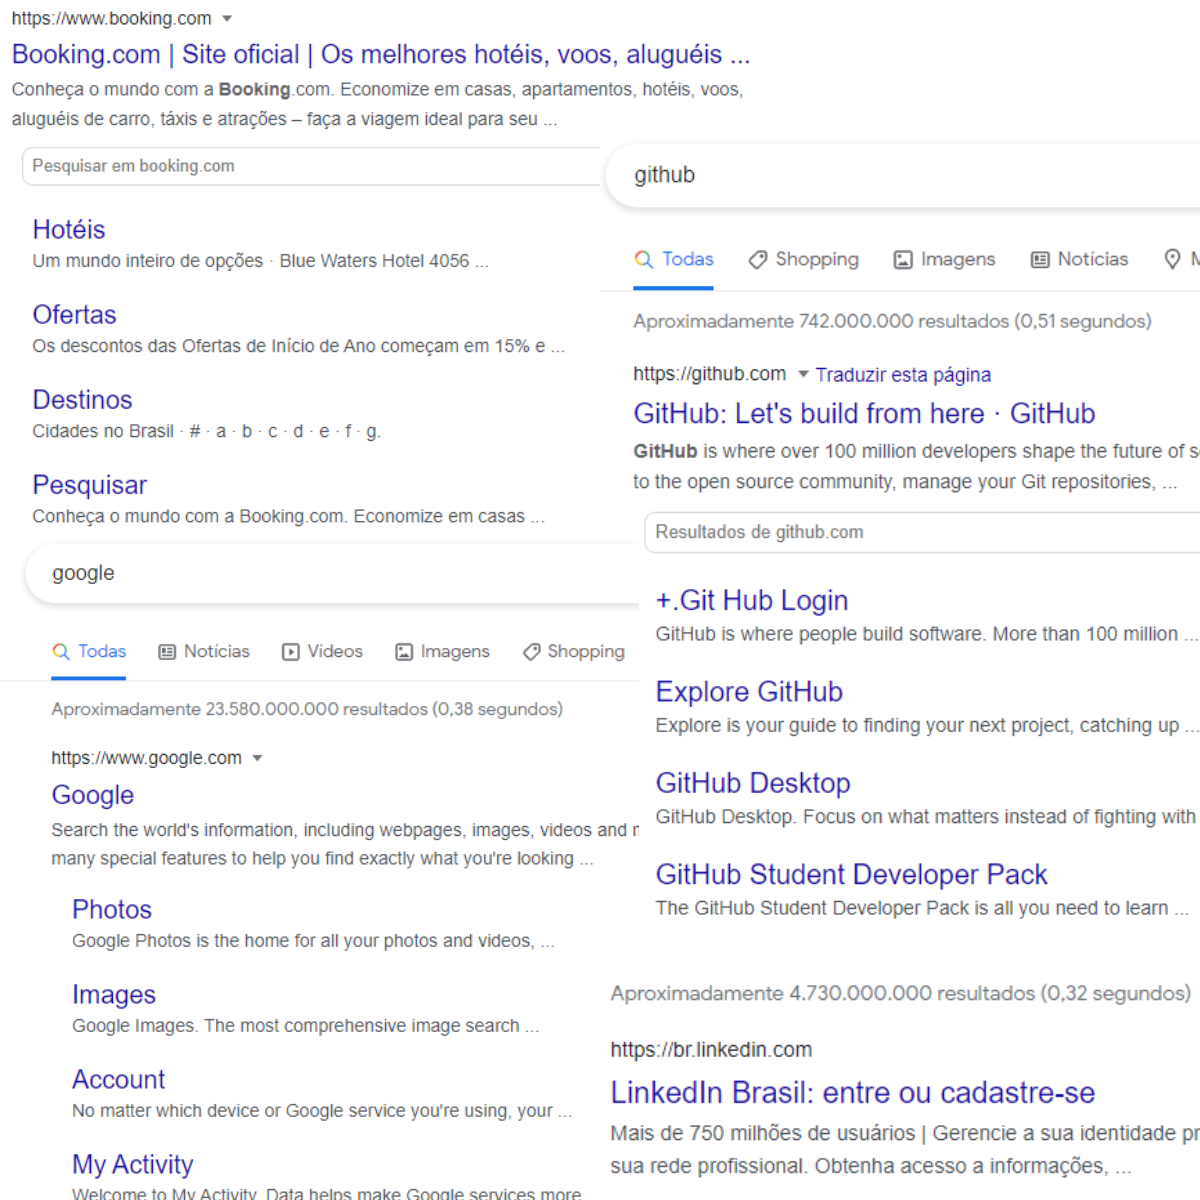 https://www.booking.com
Booking.com | Site oficial | Os melhores hotéis, voos, aluguéis ...
Conheça o mundo com a Booking.com. Economize em casas, apartamentos, hotéis, voos,
aluguéis de carro, táxis e atrações – faça a viagem ideal para seu ...
Pesquisar em booking.com
Hotéis
Um mundo inteiro de opções · Blue Waters Hotel 4056 ...
Ofertas
Os descontos das Ofertas de Início de Ano começam em 15% e ...
Destinos
Cidades no Brasil · # · a · b · c · d · e · f · g.
Pesquisar
Conheça o mundo com a Booking.com. Economize em casas ...
google
Todas Notícias Vídeos Imagens Shopping
Aproximadamente 23.580.000.000 resultados (0,38 segundos)
https://www.google.com
Google
Search the world's information, including webpages, images, videos and
many special features to help you find exactly what you're looking ...
Photos
Google Photos is the home for all your photos and videos, ...
Images
Google Images. The most comprehensive image search ...
Account
No matter which device or Google service you're using, your ...
My Activity
Welcome to My Activity. Data helps make Google services more
github
Todas Shopping Imagens Notícias M
Aproximadamente 742.000.000 resultados (0,51 segundos)
https://github.com Traduzir esta página
GitHub: Let's build from here · GitHub
GitHub is where over 100 million developers shape the future of s
to the open source community, manage your Git repositories, ...
Resultados de github.com
+.Git Hub Login
GitHub is where people build software. More than 100 million ...
Explore GitHub
Explore is your guide to finding your next project, catching up ...
GitHub Desktop
GitHub Desktop. Focus on what matters instead of fighting with
GitHub Student Developer Pack
The GitHub Student Developer Pack is all you need to learn ...
Aproximadamente 4.730.000.000 resultados (0,32 segundos)
https://br.linkedin.com
LinkedIn Brasil: entre ou cadastre-se
Mais de 750 milhões de usuários | Gerencie a sua identidade pr
sua rede profissional. Obtenha acesso a informações, ...